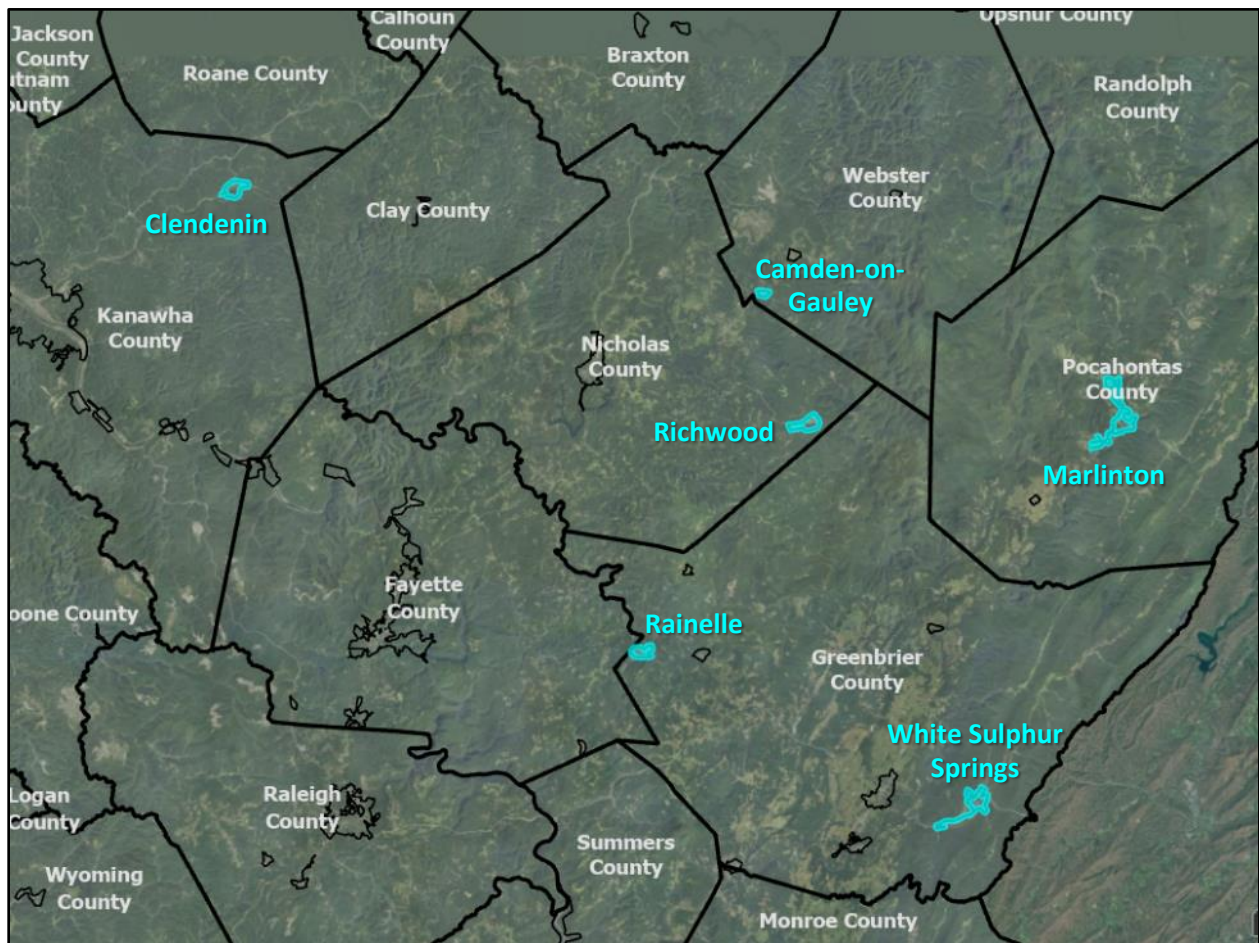 Calhoun
County
Upshur County
Jackson
County
Roane County
Braxton
County
Randolph
County
utnam
ounty
Webster
County
Clendenin
Clay County
Camden-on-
Gauley
Kanawha
County
Nicholas
County
Pocahontas
County
Richwood
Marlinton
Fayette
County
oone County
Rainelle
Greenbrier
County
White Sulphur
Springs
Logan
County
Raleigh
County
Summers
County
Wyoming
County
Monroe County